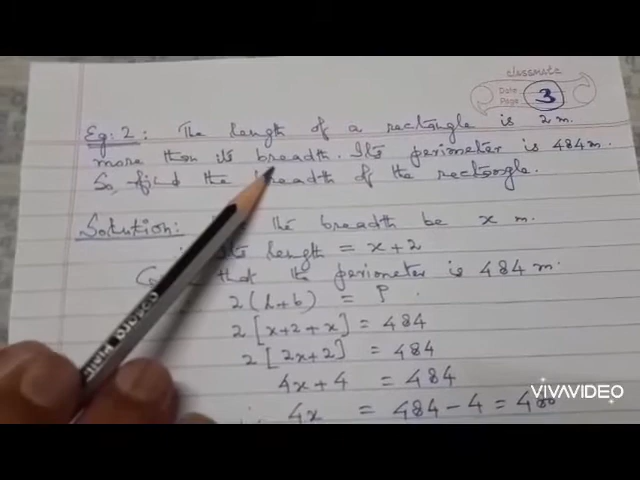 classmate
Date
Page 3
Eg: 2: The length of a rectangle is 2 m.
more than its breadth. Its perimeter is 484 m.
So, find the breadth of the rectangle.
Solution: the breadth be x m.
∴ Its length = x+2
that the perimeter is 484 m.
2(l+b) = P.
2[x+2+x] = 484
2[2x+2] = 484
4x+4 = 484
∴ 4x = 484-4 = 480
VIVAVIDEO